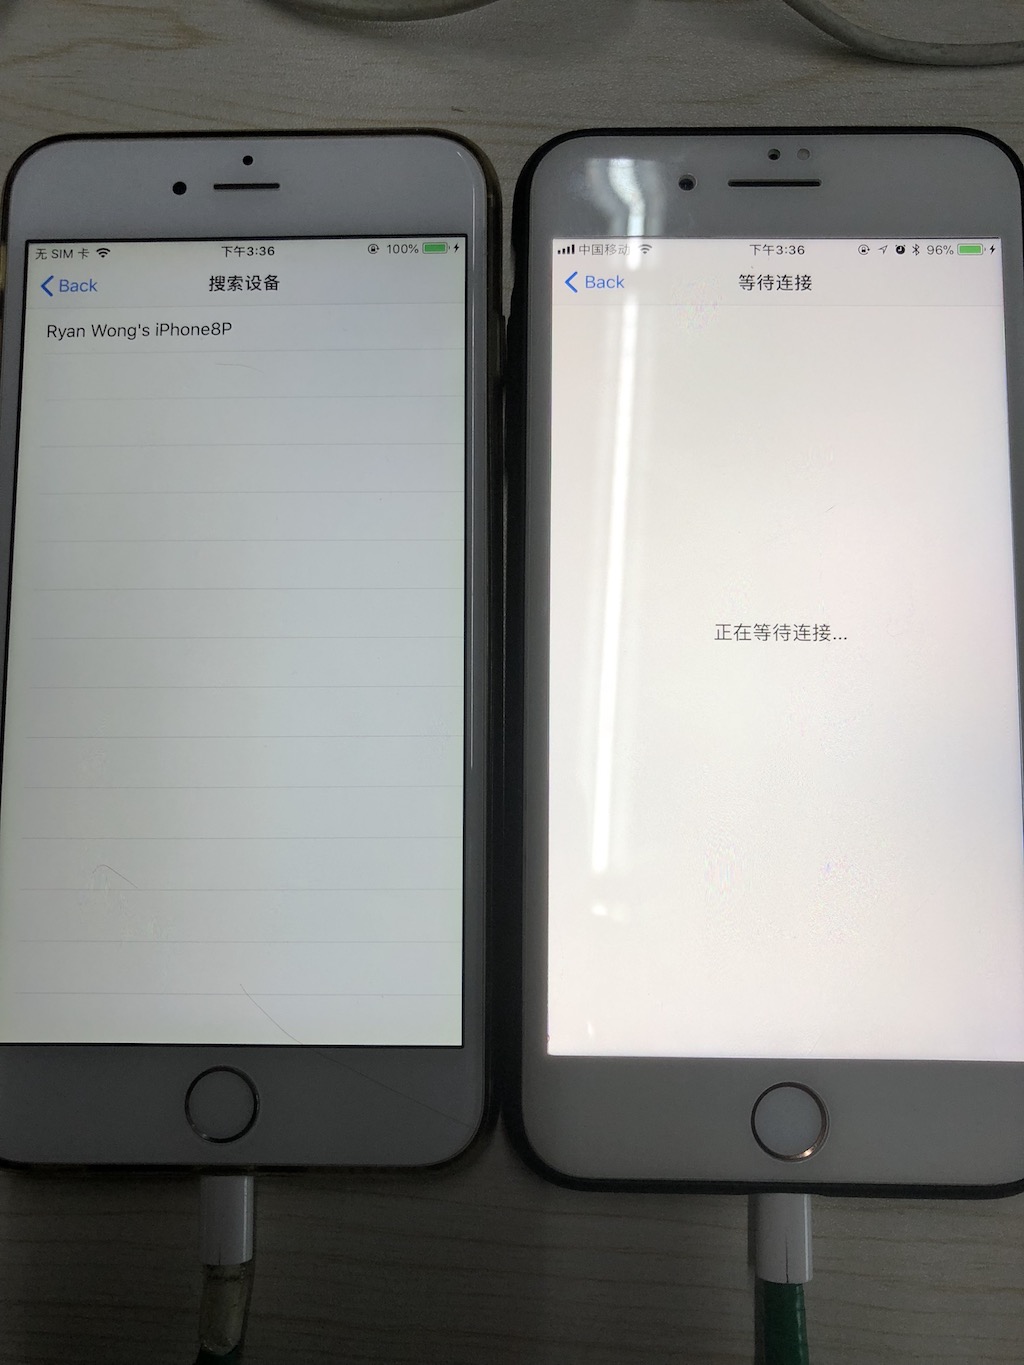 无 SIM 卡 下午3:36 100%
Back 搜索设备
Ryan Wong's iPhone8P
中国移动 下午3:36 96%
Back 等待连接
正在等待连接...